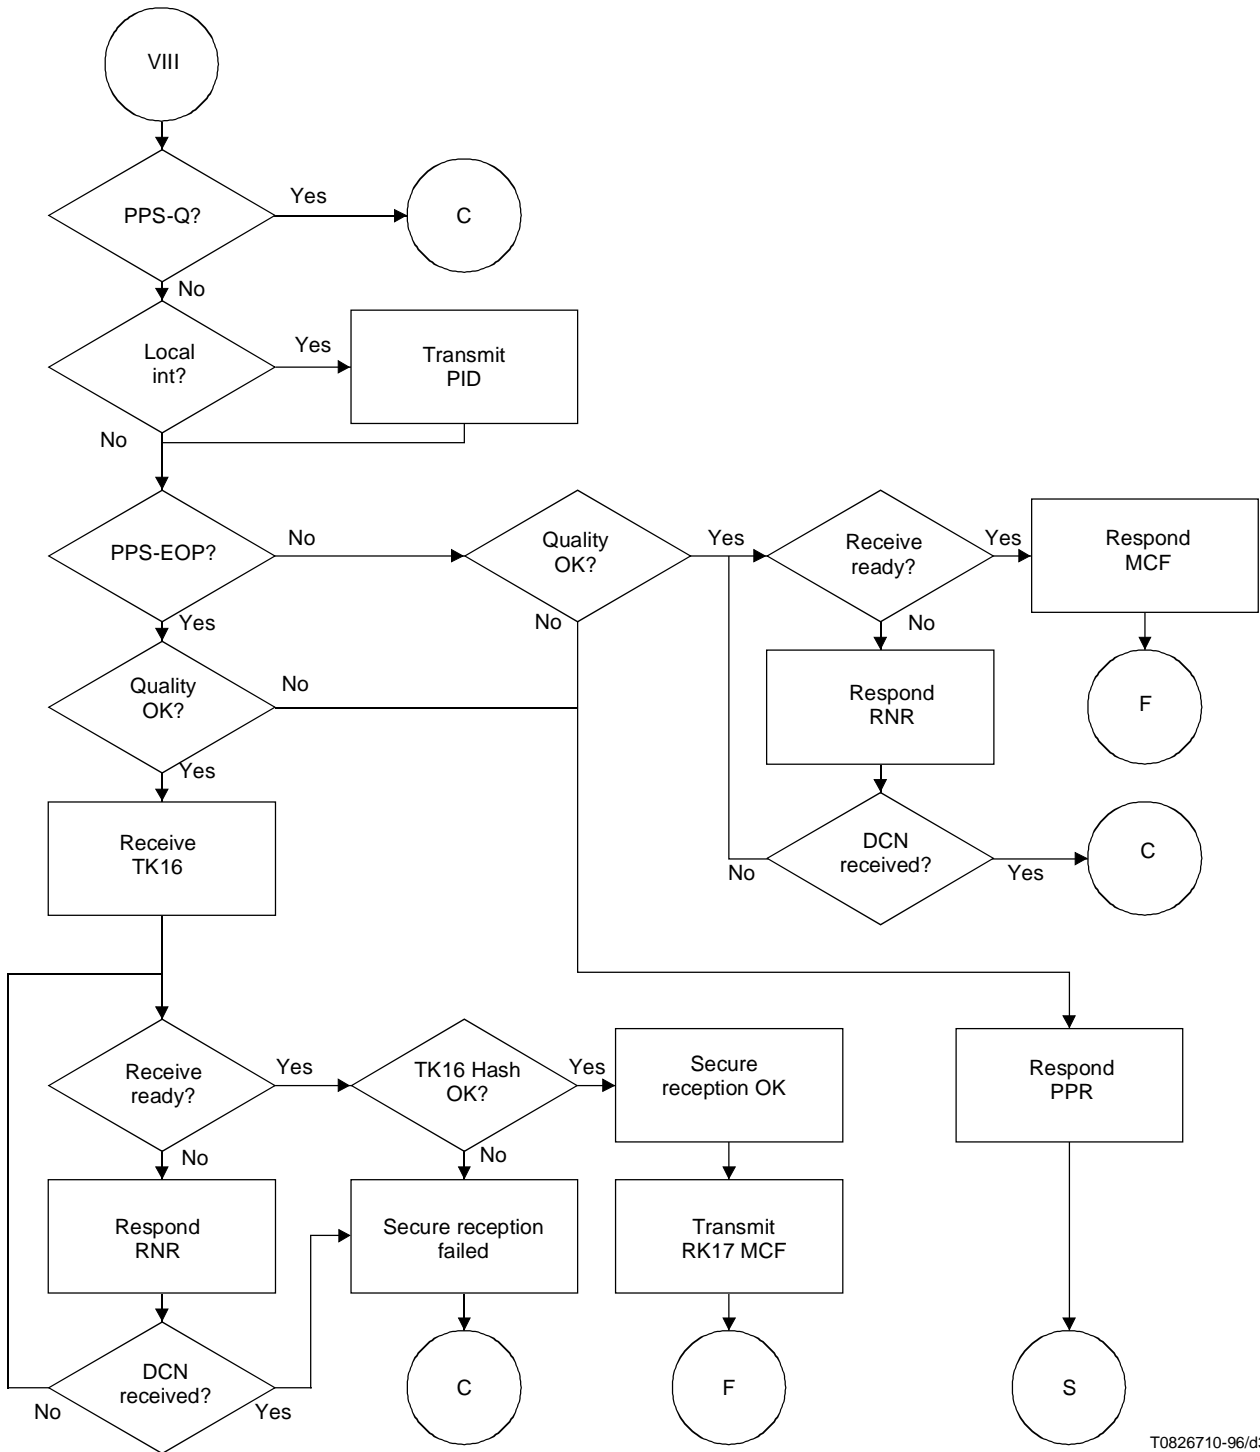 VIII
PPS-Q?
Yes
C
No
Local
int?
Yes
Transmit
PID
No
PPS-EOP?
No
Quality
OK?
Yes
Receive
ready?
Yes
Respond
MCF
Yes
No
No
Quality
OK?
No
Respond
RNR
F
Yes
Receive
TK16
DCN
received?
No
Yes
C
Receive
ready?
Yes
TK16 Hash
OK?
Yes
Secure
reception OK
Respond
PPR
No
No
Respond
RNR
Secure reception
failed
Transmit
RK17 MCF
DCN
received?
No
Yes
C
F
S